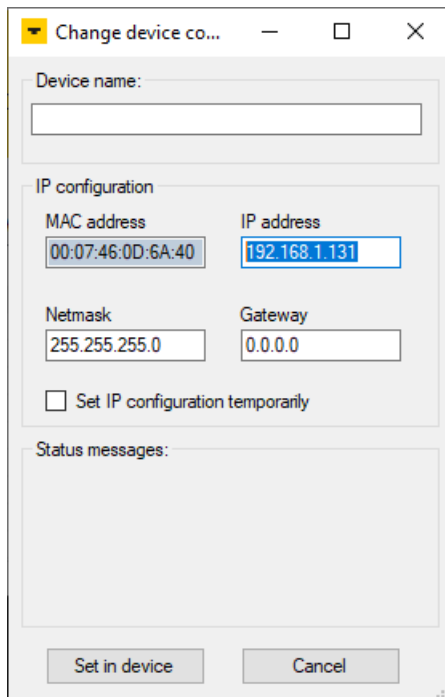 Change device co...
Device name:
IP configuration
MAC address IP address
00:07:46:0D:6A:40 192.168.1.131
Netmask Gateway
255.255.255.0 0.0.0.0
Set IP configuration temporarily
Status messages:
Set in device Cancel